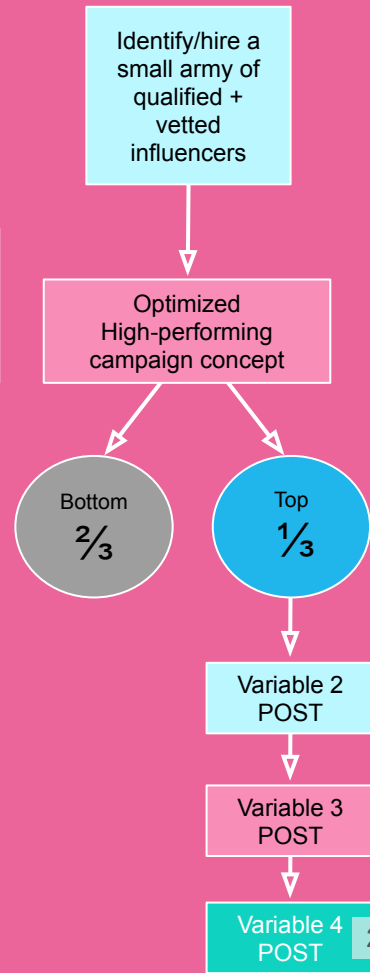 Identify/hire a
small army of
qualified +
vetted
influencers
Optimized
High-performing
campaign concept
Bottom
⅔
Top
⅓
Variable 2
POST
Variable 3
POST
Variable 4
POST